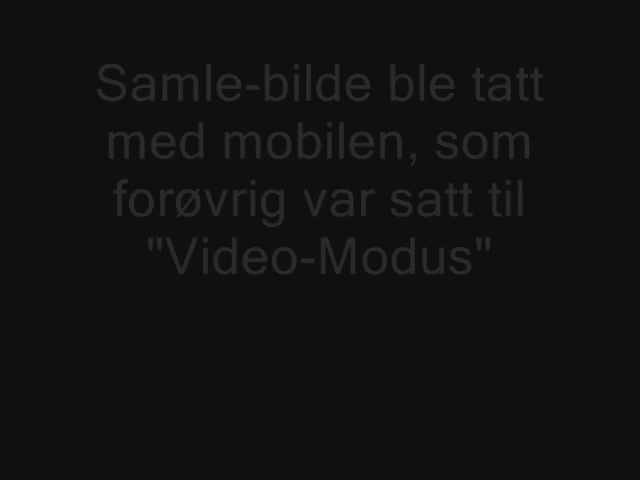 Samle-bilde ble tatt
med mobilen, som
forøvrig var satt til
"Video-Modus"